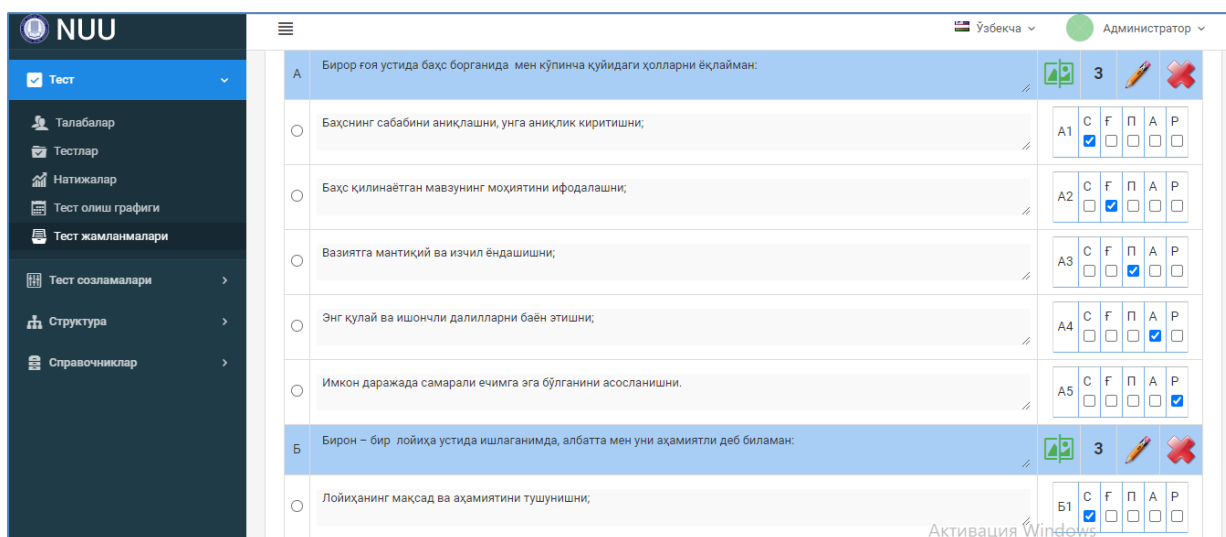 NUU
Ўзбекча
Администратор
Тест
Талабалар
Тестлар
Натижалар
Тест олиш графиги
Тест жамланмалари
Тест созламалари
Структура
Справочниклар
А Бирор ғоя устида баҳс борганида мен кўпинча қуйидаги ҳолларни ёқлайман: 3
Баҳснинг сабабини аниқлашни, унга аниқлик киритишни; А1 С Ғ П А Р
Баҳс қилинаётган мавзунинг моҳиятини ифодалашни; А2 С Ғ П А Р
Вазиятга мантиқий ва изчил ёндашишни; А3 С Ғ П А Р
Энг қулай ва ишончли далилларни баён этишни; А4 С Ғ П А Р
Имкон даражада самарали ечимга эга бўлганини асосланишни. А5 С Ғ П А Р
Б Бирон – бир лойиҳа устида ишлаганимда, албатта мен уни аҳамиятли деб биламан: 3
Лойиҳанинг мақсад ва аҳамиятини тушунишни; Б1 С Ғ П А Р
Активация Windows